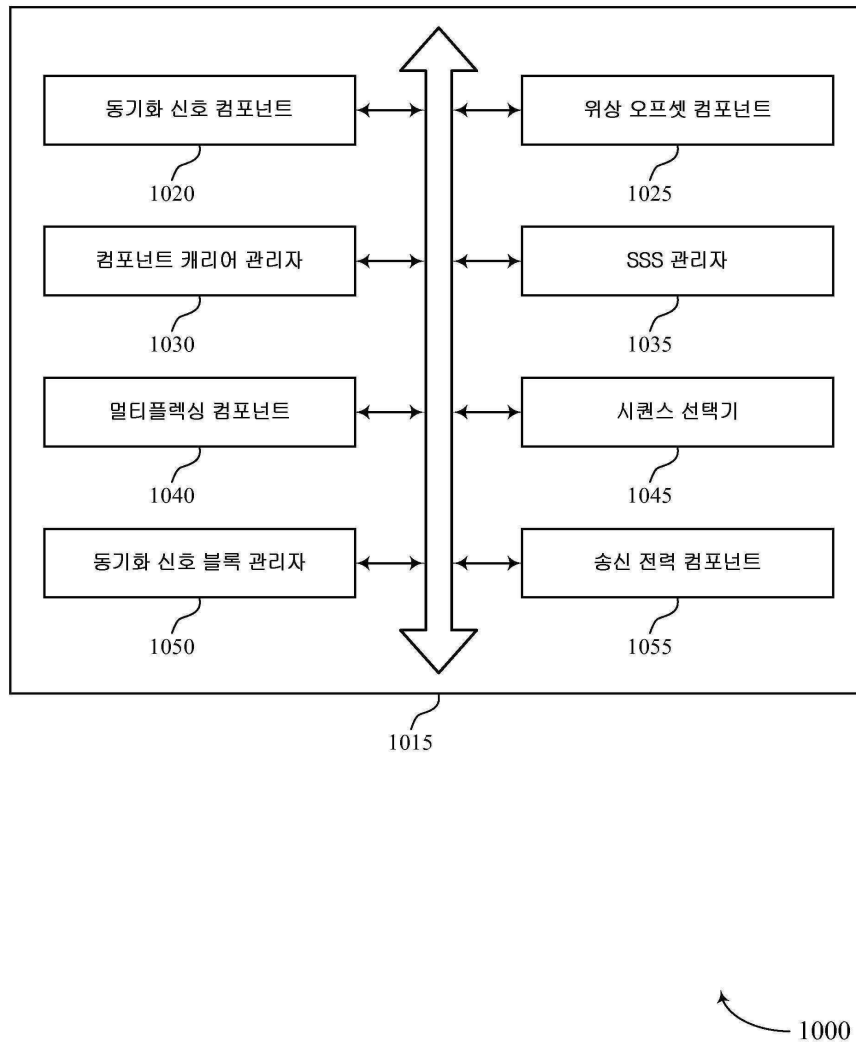 동기화 신호 컴포넌트
위상 오프셋 컴포넌트
1020
1025
컴포넌트 캐리어 관리자
SSS 관리자
1030
1035
멀티플렉싱 컴포넌트
시퀀스 선택기
1040
1045
동기화 신호 블록 관리자
송신 전력 컴포넌트
1050
1055
1015
1000